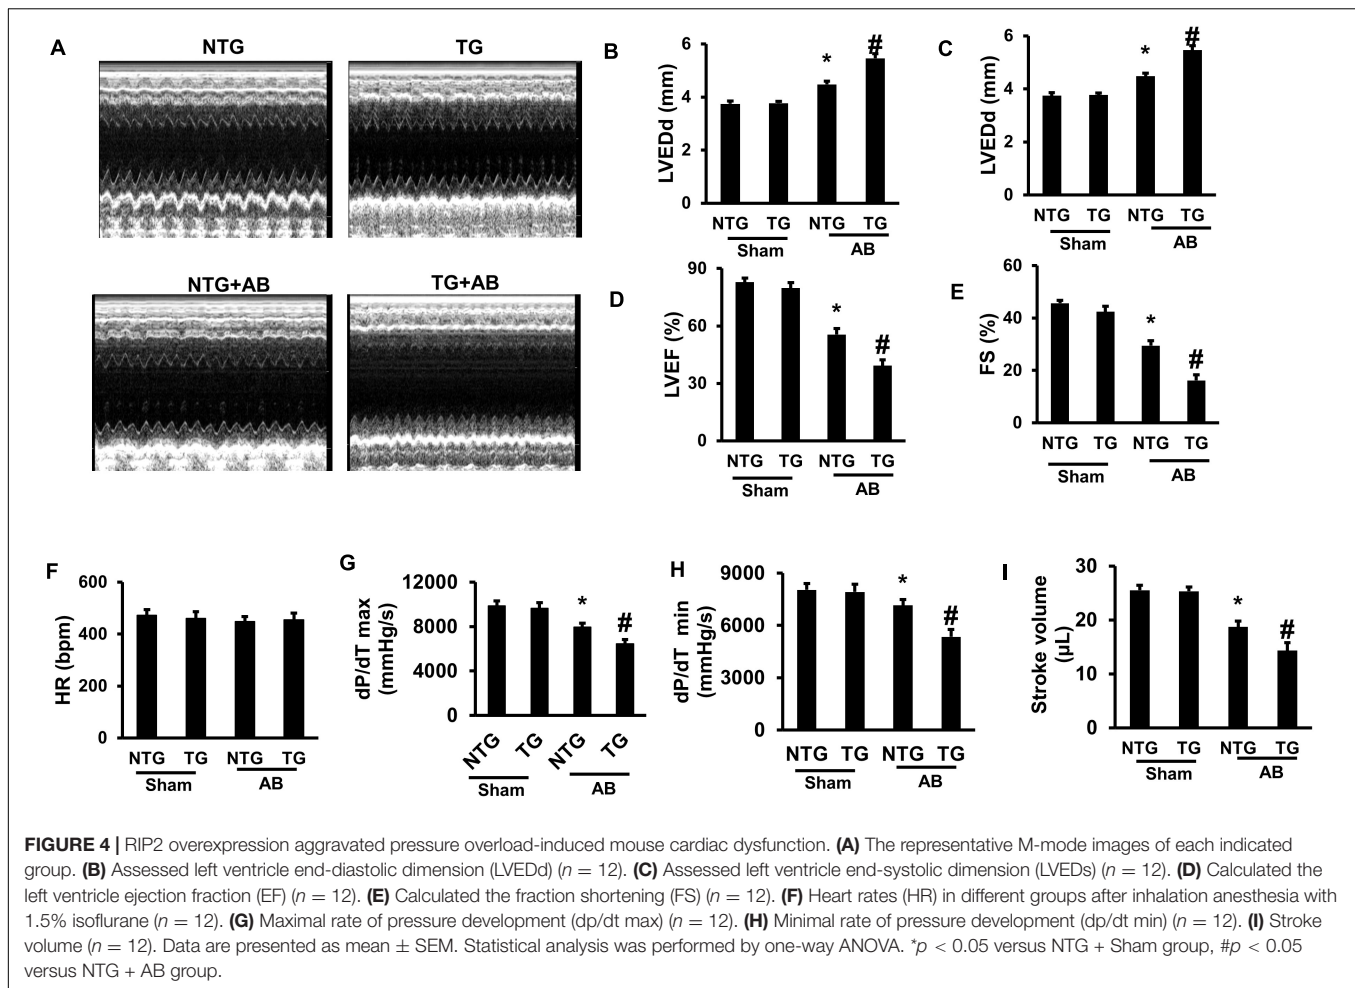 A
NTG
TG
NTG+AB
TG+AB
B
6
4
2
0
LVEDd (mm)
*
#
NTG TG NTG TG
Sham AB
C
6
4
2
0
LVEDd (mm)
*
#
NTG TG NTG TG
Sham AB
D
90
60
30
0
LVEF (%)
*
#
NTG TG NTG TG
Sham AB
E
60
40
20
0
FS (%)
*
#
NTG TG NTG TG
Sham AB
F
600
400
200
0
HR (bpm)
NTG TG NTG TG
Sham AB
G
12000
8000
4000
0
dP/dT max
(mmHg/s)
*
#
NTG TG NTG TG
Sham AB
H
9000
6000
3000
0
dP/dT min
(mmHg/s)
*
#
NTG TG NTG TG
Sham AB
I
30
20
10
0
Stroke volume
(µL)
*
#
NTG TG NTG TG
Sham AB
FIGURE 4 | RIP2 overexpression aggravated pressure overload-induced mouse cardiac dysfunction. (A) The representative M-mode images of each indicated
group. (B) Assessed left ventricle end-diastolic dimension (LVEDd) (n = 12). (C) Assessed left ventricle end-systolic dimension (LVEDs) (n = 12). (D) Calculated the
left ventricle ejection fraction (EF) (n = 12). (E) Calculated the fraction shortening (FS) (n = 12). (F) Heart rates (HR) in different groups after inhalation anesthesia with
1.5% isoflurane (n = 12). (G) Maximal rate of pressure development (dp/dt max) (n = 12). (H) Minimal rate of pressure development (dp/dt min) (n = 12). (I) Stroke
volume (n = 12). Data are presented as mean ± SEM. Statistical analysis was performed by one-way ANOVA. *p < 0.05 versus NTG + Sham group, #p < 0.05
versus NTG + AB group.